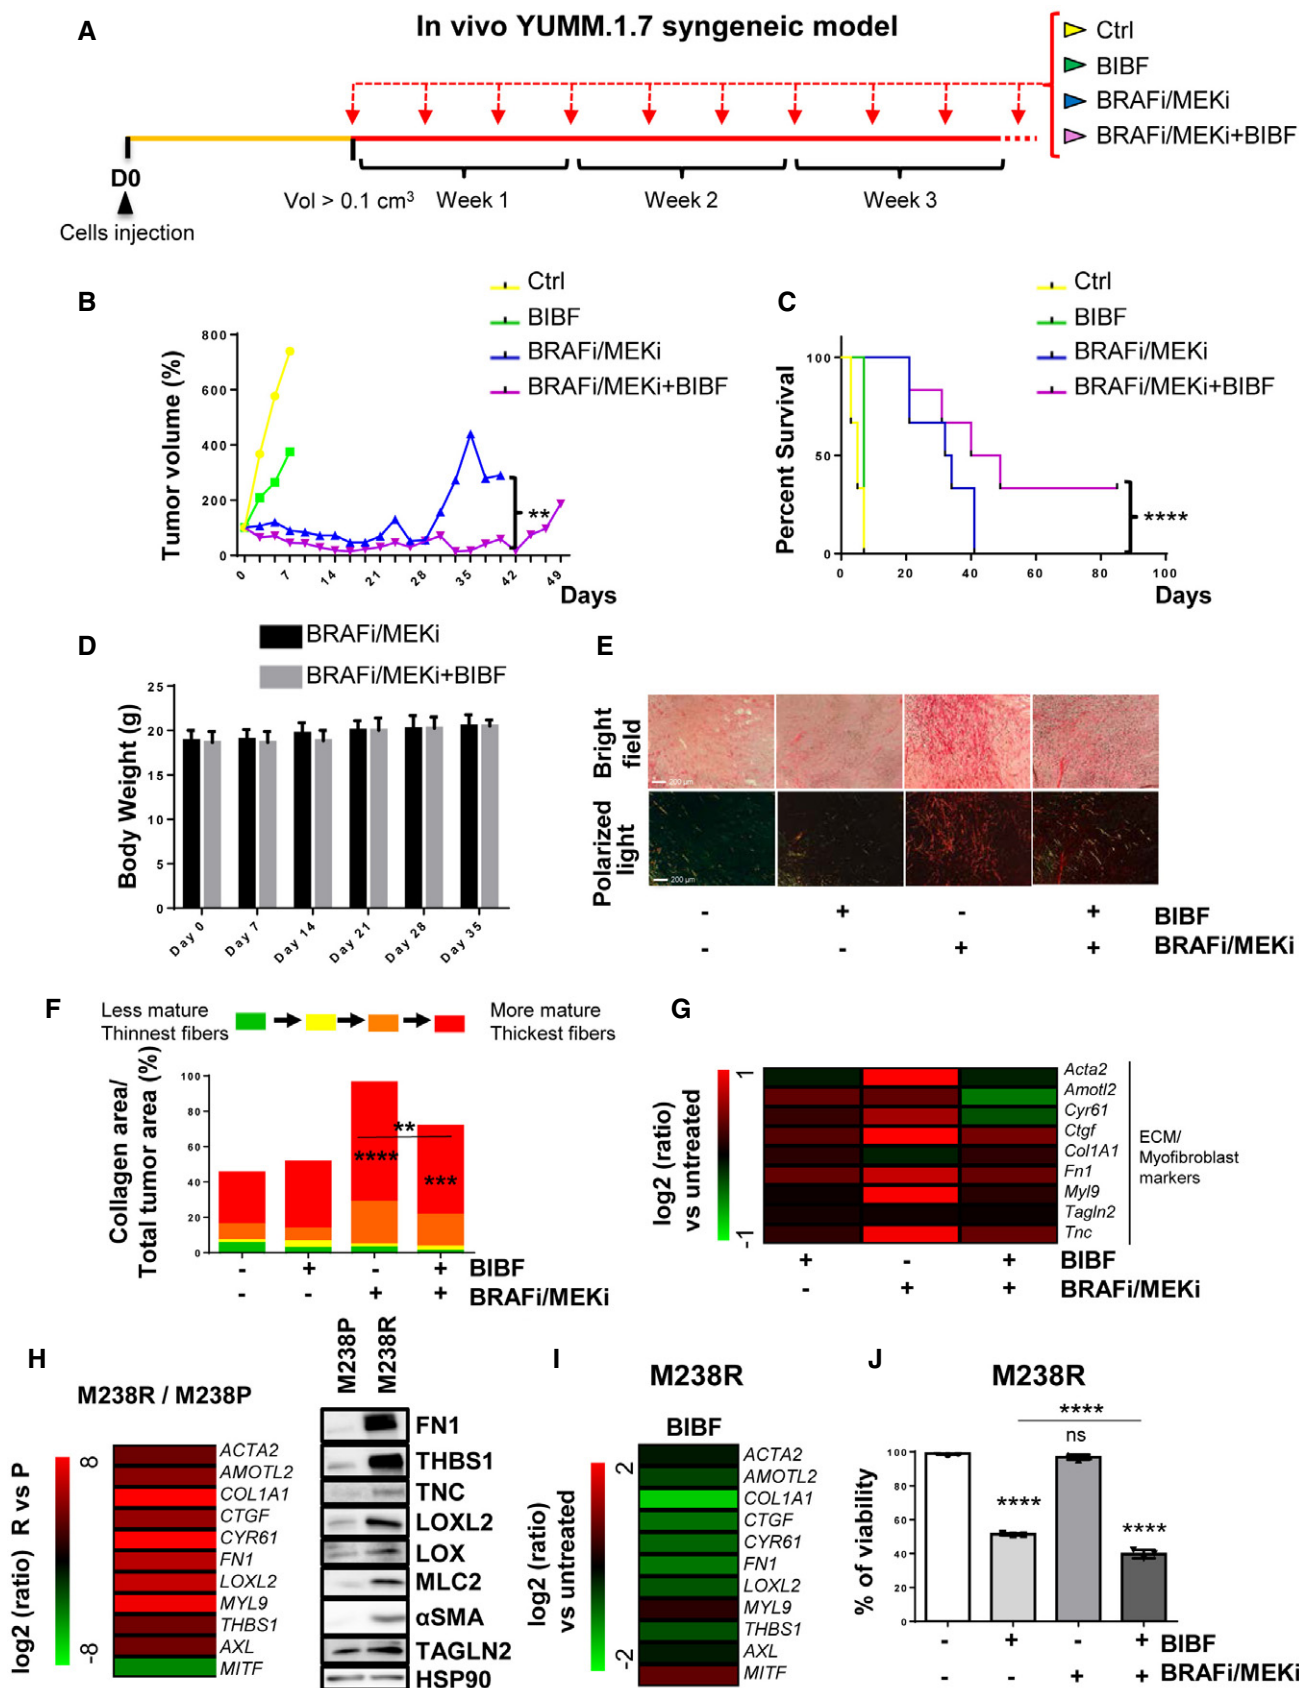 A
In vivo YUMM.1.7 syngeneic model
Ctrl
BIBF
BRAFi/MEKi
BRAFi/MEKi+BIBF
D0
Vol > 0.1 cm³
Week 1
Week 2
Week 3
Cells injection
B
Ctrl
BIBF
BRAFi/MEKi
BRAFi/MEKi+BIBF
Tumor volume (%)
800
600
400
200
0
**
0
7
14
21
28
35
42
49
Days
C
Ctrl
BIBF
BRAFi/MEKi
BRAFi/MEKi+BIBF
Percent Survival
100
50
0
****
0
20
40
60
80
100
Days
D
BRAFi/MEKi
BRAFi/MEKi+BIBF
Body Weight (g)
25
20
15
10
5
0
Day 0
Day 7
Day 14
Day 21
Day 28
Day 35
E
Bright field
Polarized light
200 µm
200 µm
- + - + BIBF
- - + + BRAFi/MEKi
F
Less mature
Thinnest fibers
More mature
Thickest fibers
Collagen area/
Total tumor area (%)
100
80
60
40
20
0
**
****
***
- + - + BIBF
- - + + BRAFi/MEKi
G
log2 (ratio)
vs untreated
1
-1
Acta2
Amotl2
Cyr61
Ctgf
Col1A1
Fn1
Myl9
Tagln2
Tnc
ECM/
Myofibroblast
markers
+ - + BIBF
- + + BRAFi/MEKi
H
M238R / M238P
log2 (ratio) R vs P
8
-8
ACTA2
AMOTL2
COL1A1
CTGF
CYR61
FN1
LOXL2
MYL9
THBS1
AXL
MITF
M238P
M238R
FN1
THBS1
TNC
LOXL2
LOX
MLC2
αSMA
TAGLN2
HSP90
I
M238R
BIBF
log2 (ratio)
vs untreated
2
-2
ACTA2
AMOTL2
COL1A1
CTGF
CYR61
FN1
LOXL2
MYL9
THBS1
AXL
MITF
J
M238R
% of viability
100
80
60
40
20
0
****
ns
****
****
- + - + BIBF
- - + + BRAFi/MEKi